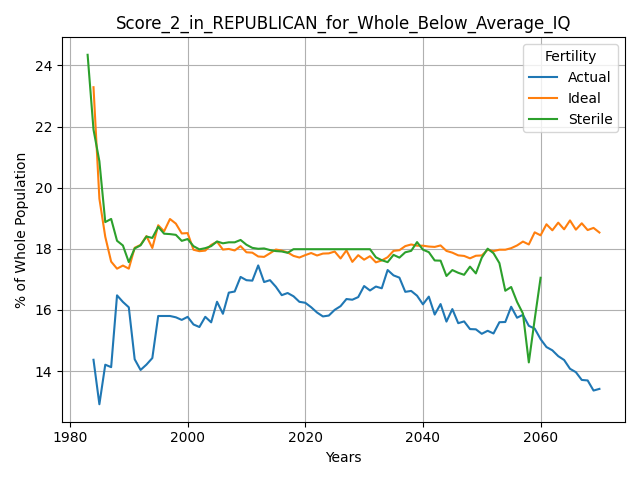 Score_2_in_REPUBLICAN_for_Whole_Below_Average_IQ
% of Whole Population
24
22
20
18
16
14
1980
2000
2020
2040
2060
Years
Fertility
Actual
Ideal
Sterile